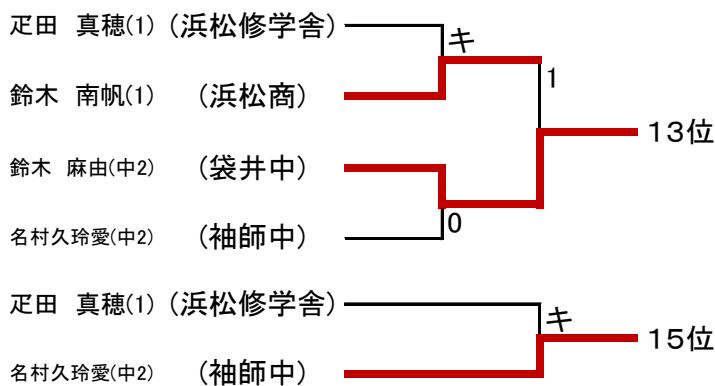 疋田　真穂(1) (浜松修学舎)
キ
鈴木　南帆(1) (浜松商)
1
13位
鈴木　麻由(中2) (袋井中)
0
名村久玲愛(中2) (袖師中)
疋田　真穂(1) (浜松修学舎)
キ
15位
名村久玲愛(中2) (袖師中)